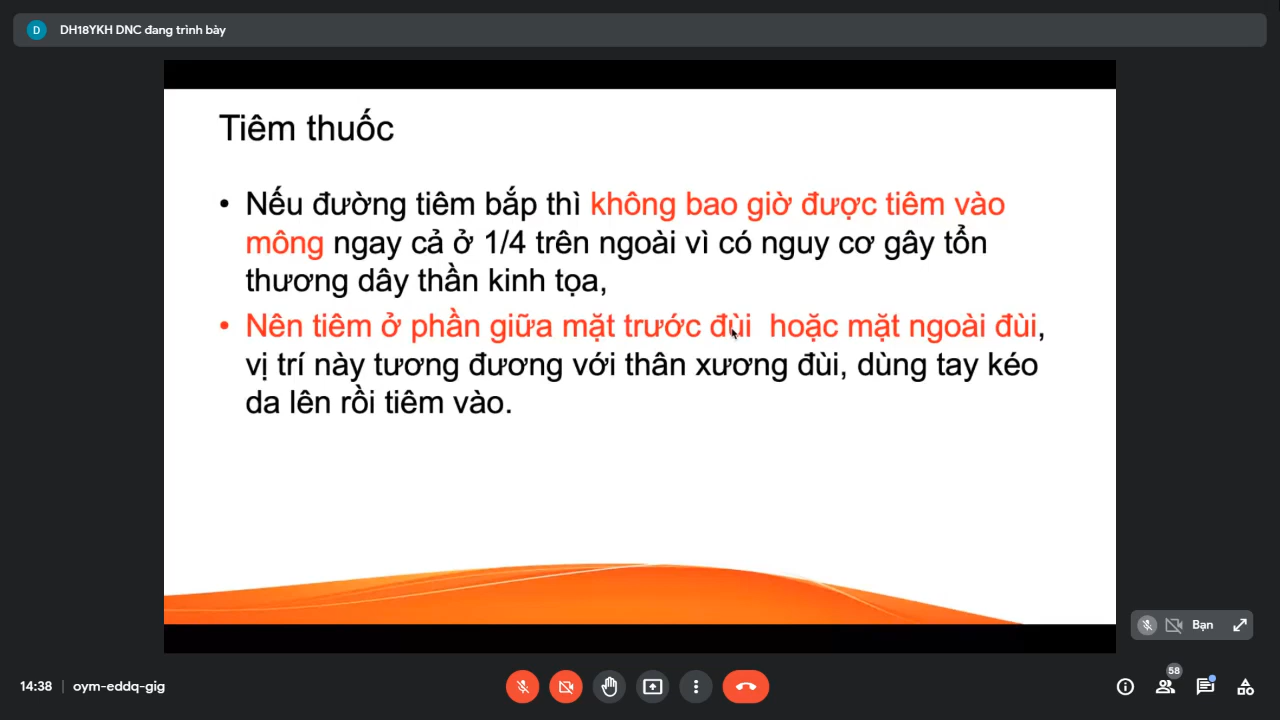 D DH18YKH DNC đang trình bày
Tiêm thuốc
• Nếu đường tiêm bắp thì không bao giờ được tiêm vào
mông ngay cả ở 1/4 trên ngoài vì có nguy cơ gây tổn
thương dây thần kinh tọa,
• Nên tiêm ở phần giữa mặt trước đùi hoặc mặt ngoài đùi,
vị trí này tương đương với thân xương đùi, dùng tay kéo
da lên rồi tiêm vào.
Bạn
14:38 | oym-eddq-gig
58